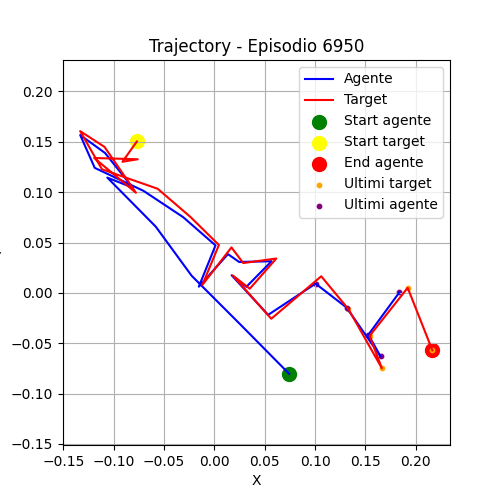 Trajectory - Episodio 6950
Agente
Target
Start agente
Start target
End agente
Ultimi target
Ultimi agente
0.20
0.15
0.10
0.05
0.00
−0.05
−0.10
−0.15
−0.15 −0.10 −0.05 0.00 0.05 0.10 0.15 0.20
X